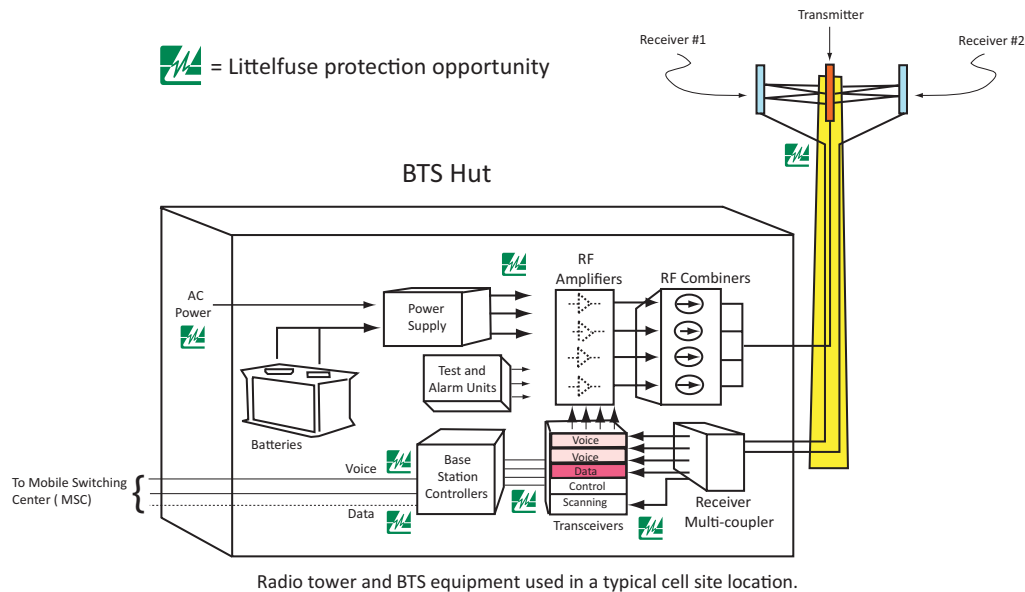 Transmitter
Receiver #1
Receiver #2
= Littelfuse protection opportunity
BTS Hut
RF
Amplifiers
RF Combiners
AC
Power
Power
Supply
Test and
Alarm Units
Batteries
Voice
Voice
Data
Control
Scanning
Transceivers
Base
Station
Controllers
Voice
Data
To Mobile Switching
Center ( MSC)
Receiver
Multi-coupler
Radio tower and BTS equipment used in a typical cell site location.